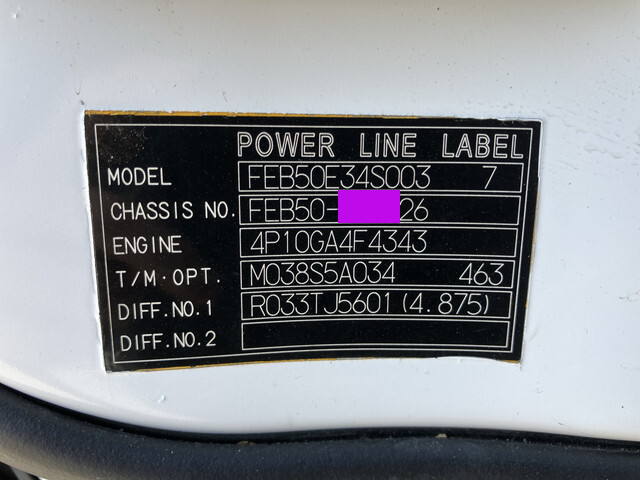 POWER LINE LABEL
MODEL FEB50E34S003 7
CHASSIS NO. FEB50- 26
ENGINE 4P10GA4F4343
T/M·OPT. M038S5A034 463
DIFF.NO.1 R033TJ5601(4.875)
DIFF.NO.2